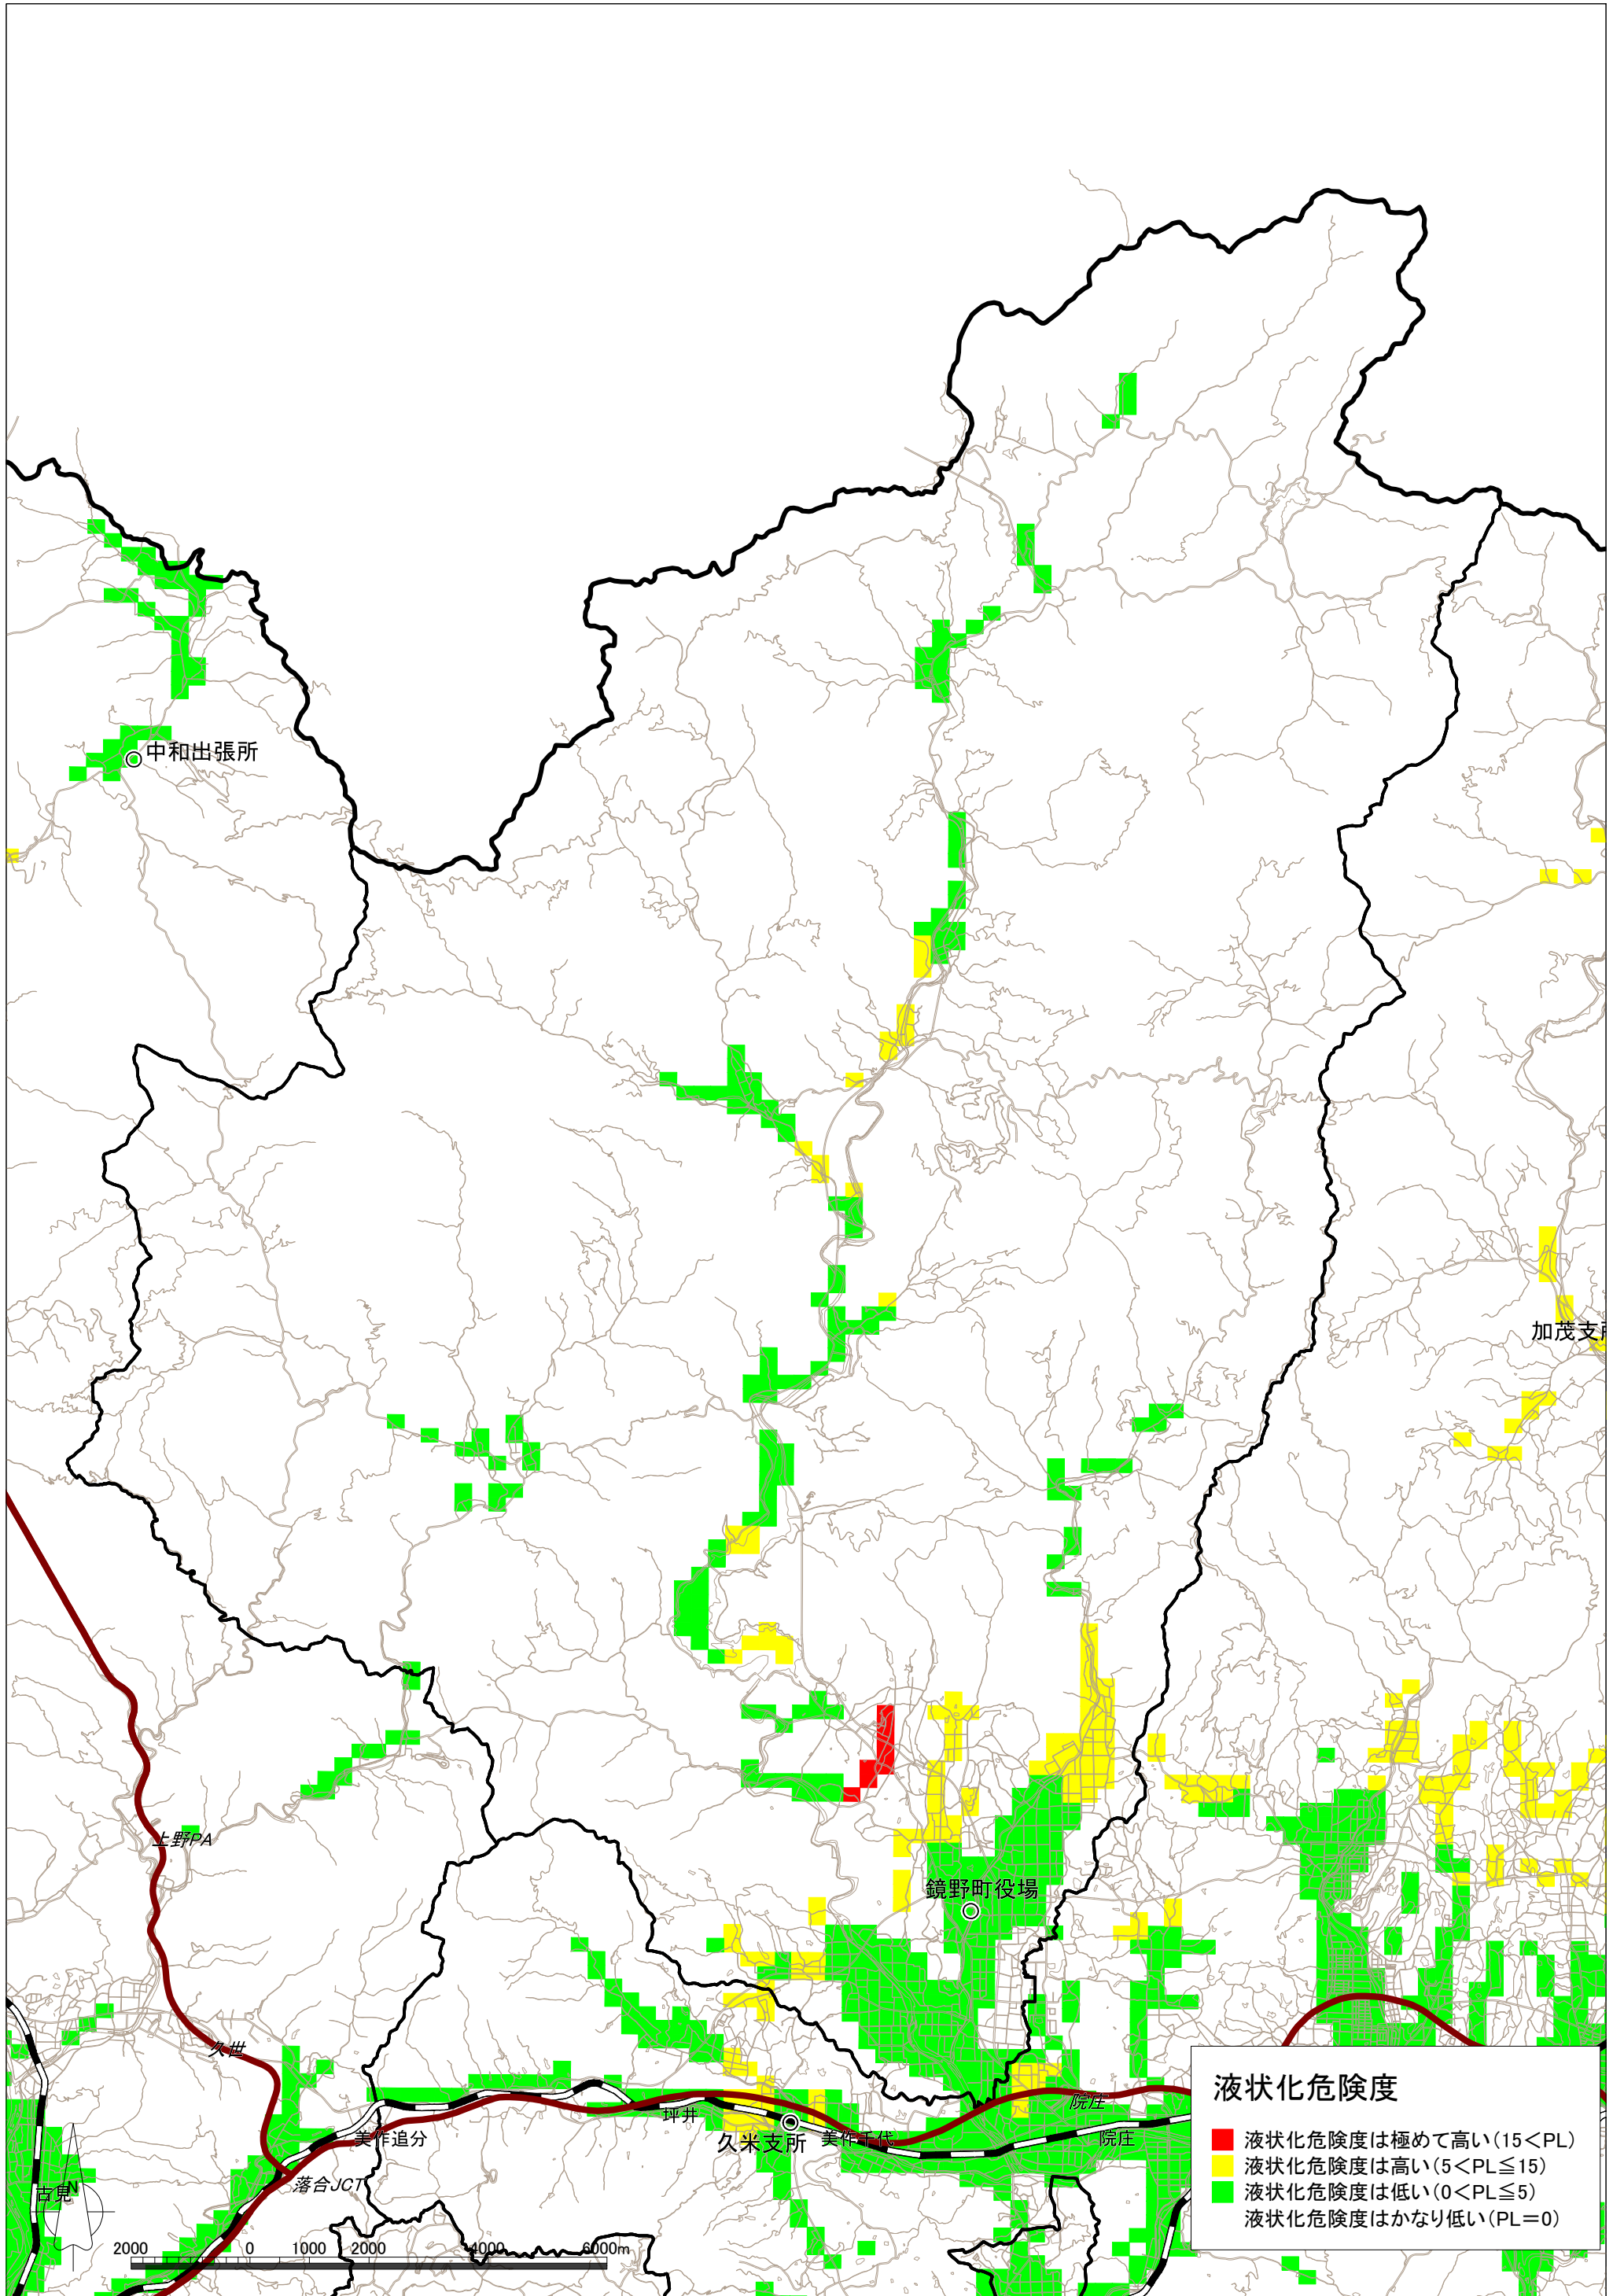 中和出張所
加茂支
鏡野町役場
上野PA
久世
院庄
坪井
久米支所
美作千代
院庄
美作追分
落合JCT
古見
N
2000 0 1000 2000 4000 6000m
液状化危険度
液状化危険度は極めて高い(15＜PL)
液状化危険度は高い(5＜PL≦15)
液状化危険度は低い(0＜PL≦5)
液状化危険度はかなり低い(PL＝0)